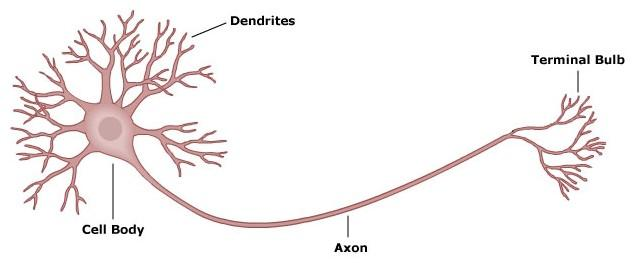 Dendrites
Terminal Bulb
Cell Body
Axon